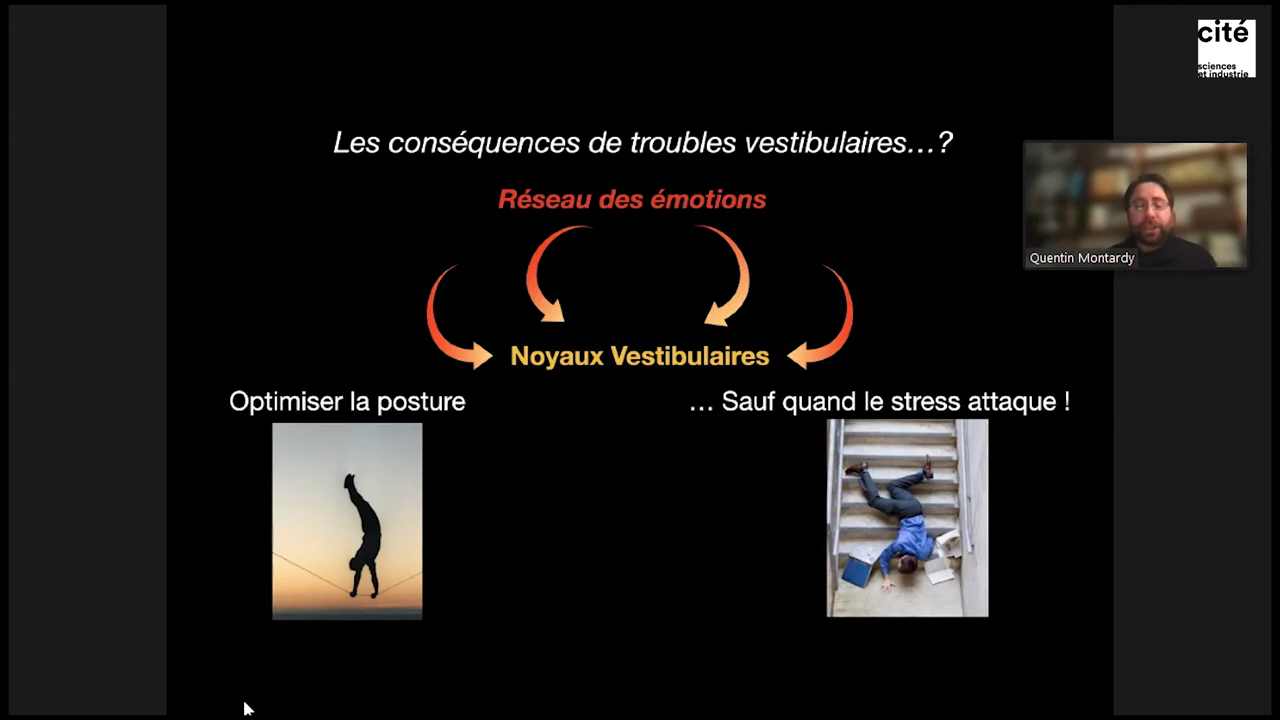 cité
sciences
et industrie
Les conséquences de troubles vestibulaires…?
Réseau des émotions
Quentin Montardy
Noyaux Vestibulaires
Optimiser la posture
… Sauf quand le stress attaque !